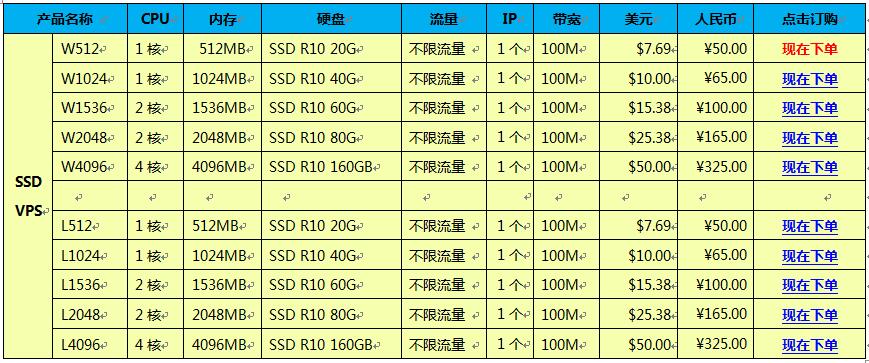 产品名称 CPU 内存 硬盘 流量 IP 带宽 美元 人民币 点击订购
SSD VPS
W512 1 核 512MB SSD R10 20G 不限流量 1 个 100M $7.69 ¥50.00 现在下单
W1024 1 核 1024MB SSD R10 40G 不限流量 1 个 100M $10.00 ¥65.00 现在下单
W1536 2 核 1536MB SSD R10 60G 不限流量 1 个 100M $15.38 ¥100.00 现在下单
W2048 2 核 2048MB SSD R10 80G 不限流量 1 个 100M $25.38 ¥165.00 现在下单
W4096 4 核 4096MB SSD R10 160GB 不限流量 1 个 100M $50.00 ¥325.00 现在下单
L512 1 核 512MB SSD R10 20G 不限流量 1 个 100M $7.69 ¥50.00 现在下单
L1024 1 核 1024MB SSD R10 40G 不限流量 1 个 100M $10.00 ¥65.00 现在下单
L1536 2 核 1536MB SSD R10 60G 不限流量 1 个 100M $15.38 ¥100.00 现在下单
L2048 2 核 2048MB SSD R10 80G 不限流量 1 个 100M $25.38 ¥165.00 现在下单
L4096 4 核 4096MB SSD R10 160GB 不限流量 1 个 100M $50.00 ¥325.00 现在下单